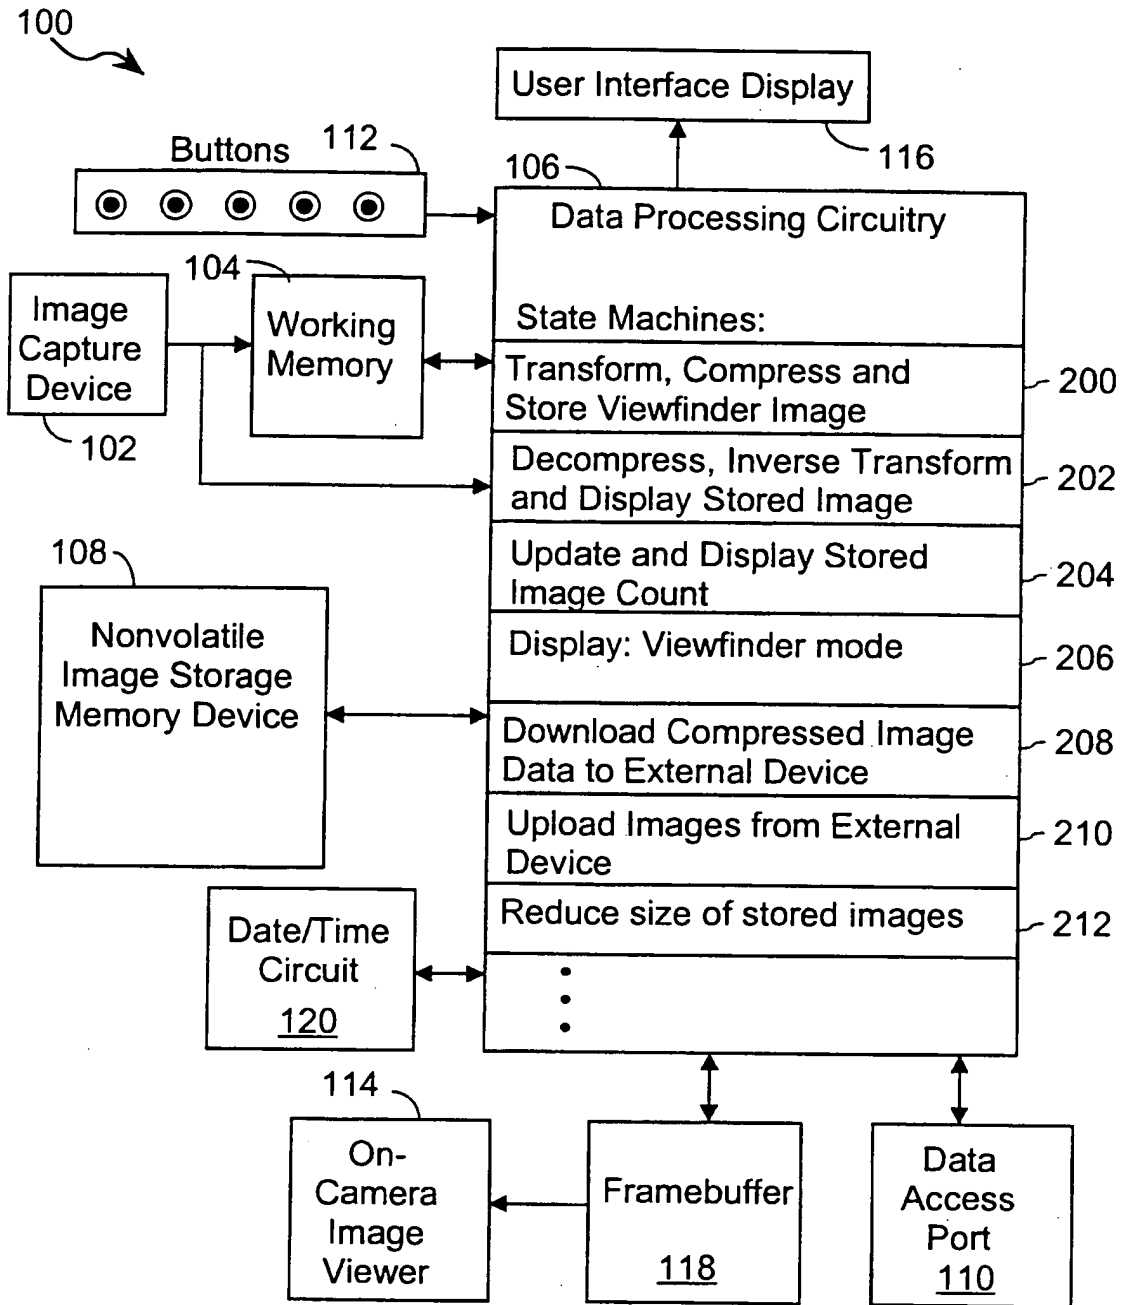 100
User Interface Display
116
Buttons
112
106
Data Processing Circuitry
State Machines:
104
Image
Capture
Device
102
Working
Memory
Transform, Compress and
Store Viewfinder Image
200
Decompress, Inverse Transform
and Display Stored Image
202
Update and Display Stored
Image Count
204
Display: Viewfinder mode
206
108
Nonvolatile
Image Storage
Memory Device
Download Compressed Image
Data to External Device
208
Upload Images from External
Device
210
Reduce size of stored images
212
Date/Time
Circuit
120
114
On-
Camera
Image
Viewer
Framebuffer
118
Data
Access
Port
110